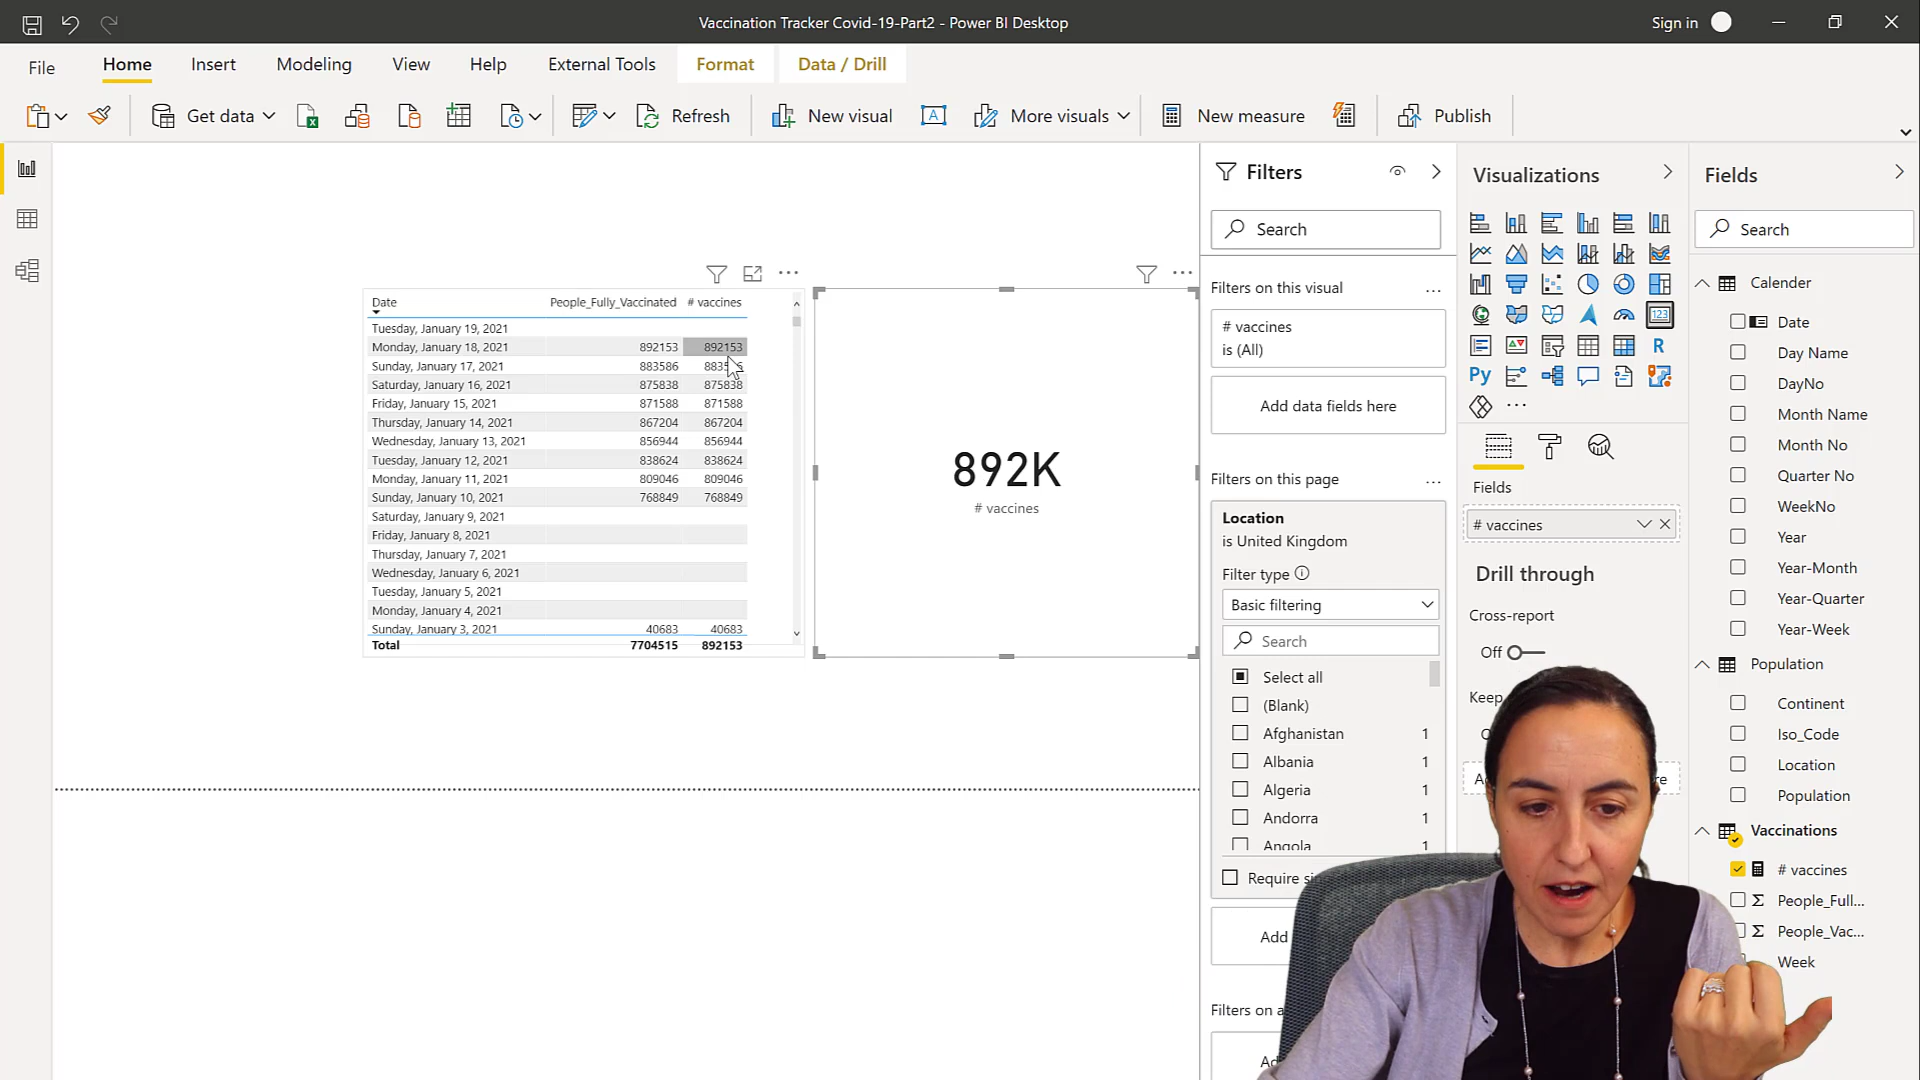 Vaccination Tracker Covid-19-Part2 - Power BI Desktop
Sign in
File
Home
Insert
Modeling
View
Help
External Tools
Format
Data / Drill
Get data
Refresh
New visual
More visuals
New measure
Publish
Date People_Fully_Vaccinated # vaccines
Tuesday, January 19, 2021
Monday, January 18, 2021 892153 892153
Sunday, January 17, 2021 883586
Saturday, January 16, 2021 875838 875838
Friday, January 15, 2021 871588 871588
Thursday, January 14, 2021 867204 867204
Wednesday, January 13, 2021 856944 856944
Tuesday, January 12, 2021 838624 838624
Monday, January 11, 2021 809046 809046
Sunday, January 10, 2021 768849 768849
Saturday, January 9, 2021
Friday, January 8, 2021
Thursday, January 7, 2021
Wednesday, January 6, 2021
Tuesday, January 5, 2021
Monday, January 4, 2021
Sunday, January 3, 2021 40683 40683
Total 7704515 892153
892K
# vaccines
Filters
Search
Filters on this visual
# vaccines
is (All)
Add data fields here
Filters on this page
Location
is United Kingdom
Filter type
Basic filtering
Search
Select all
(Blank)
Afghanistan 1
Albania 1
Algeria 1
Andorra 1
Angola 1
Require si
Add
Filters on a
Visualizations
123
R
Py
Fields
# vaccines
Drill through
Cross-report
Off
Keep
re
Fields
Search
Calender
Date
Day Name
DayNo
Month Name
Month No
Quarter No
WeekNo
Year
Year-Month
Year-Quarter
Year-Week
Population
Continent
Iso_Code
Location
Population
Vaccinations
# vaccines
People_Full...
People_Vac...
Week